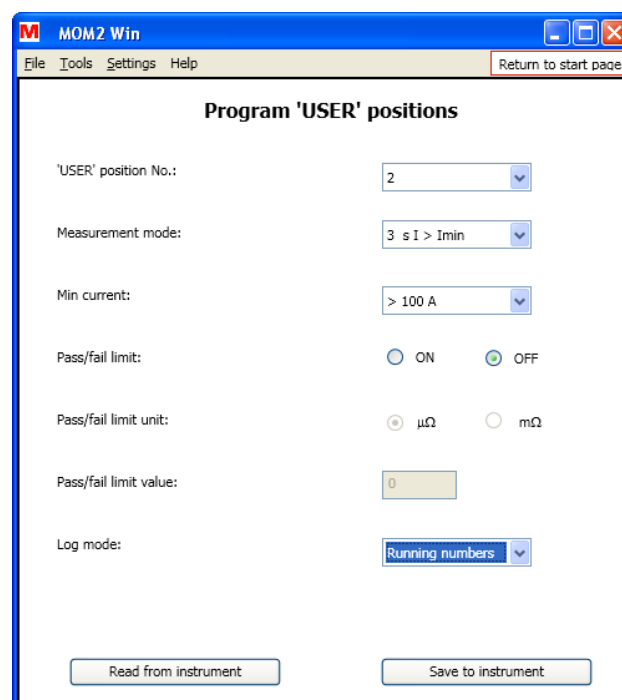 M MOM2 Win
File Tools Settings Help Return to start page
Program 'USER' positions
'USER' position No.: 2
Measurement mode: 3 s I > Imin
Min current: > 100 A
Pass/fail limit: ON OFF
Pass/fail limit unit: µΩ mΩ
Pass/fail limit value: 0
Log mode: Running numbers
Read from instrument Save to instrument